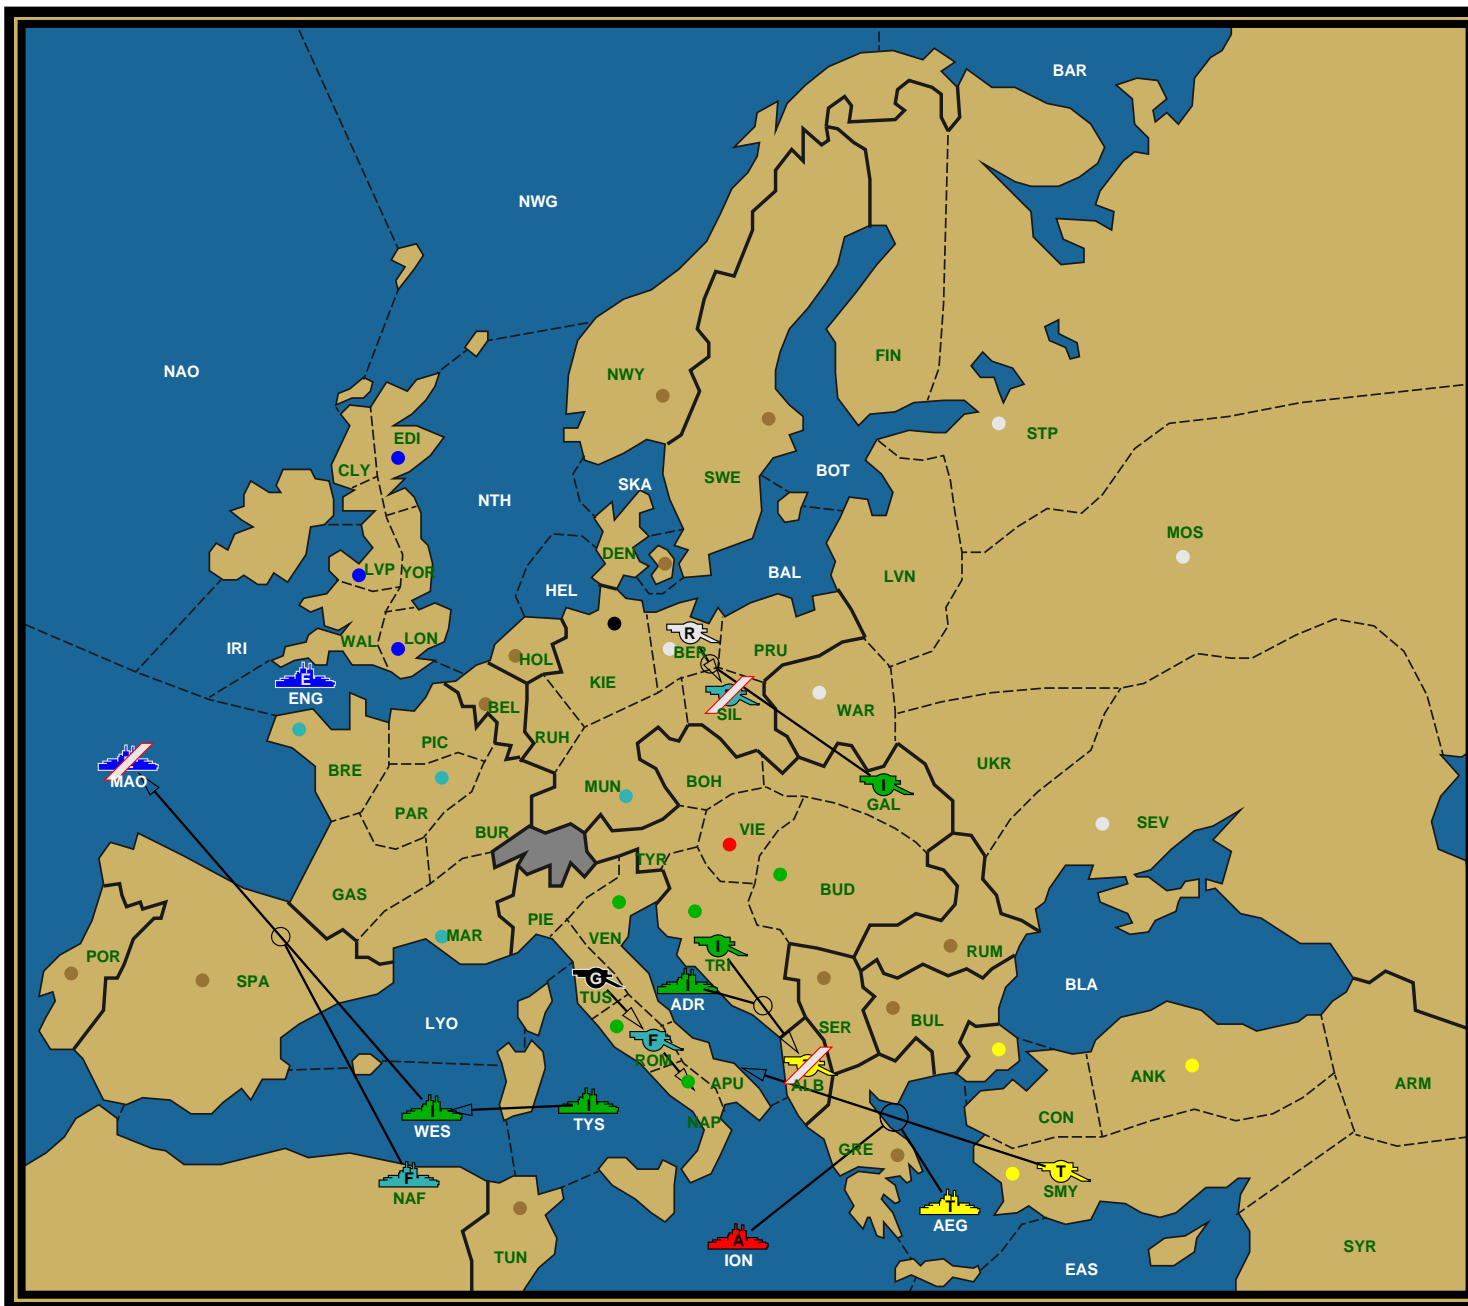 BAR
NWG
NAO
FIN
NWY
EDI
STP
CLY
SWE
BOT
SKA
NTH
MOS
DEN
LVP
YOR
BAL
LVN
HEL
R
IRI
WAL
LON
HOL
BER
PRU
E
ENG
KIE
SIL
BEL
WAR
PIC
RUH
BRE
UKR
MAO
BOH
MUN
I
GAL
PAR
SEV
BUR
VIE
TYR
BUD
GAS
PIE
MAR
VEN
I
RUM
POR
TRI
SPA
G
I
BLA
TUS
ADR
LYO
BUL
SER
F
ROM
ANK
APU
ALB
ARM
I
I
CON
NAP
TYS
WES
GRE
T
F
SMY
NAF
T
AEG
A
ION
SYR
TUN
EAS